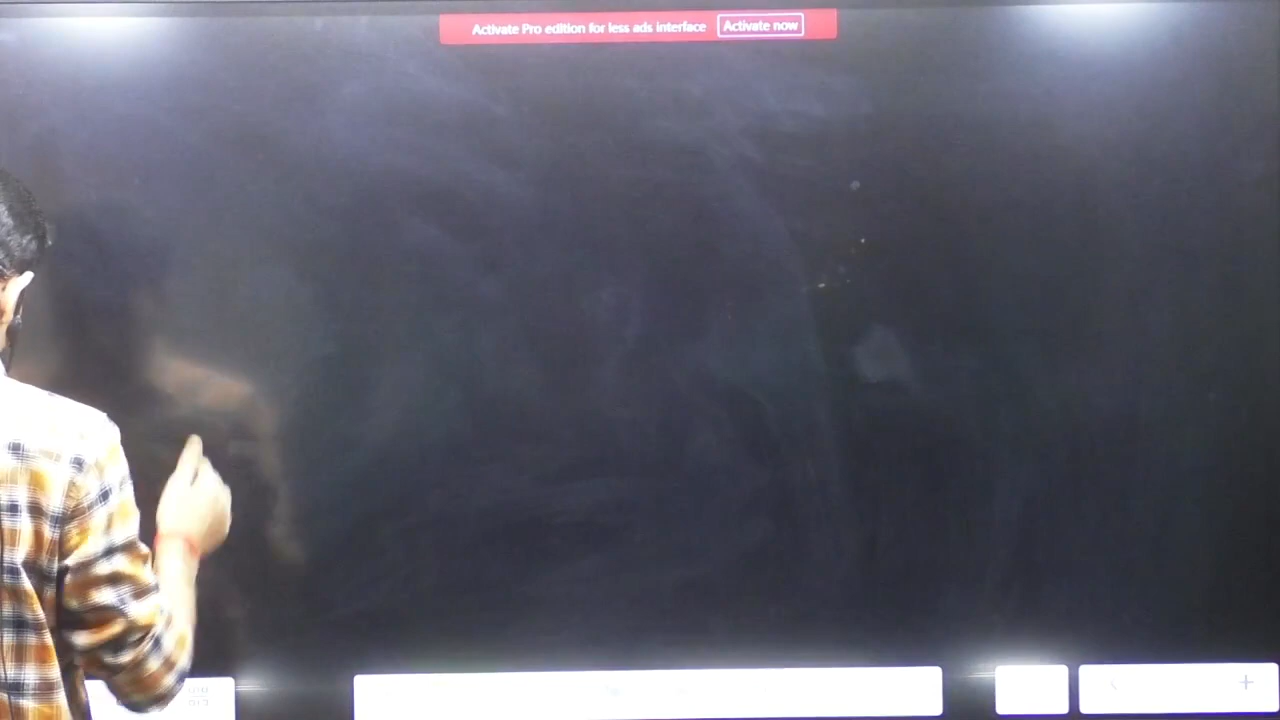 Activate Pro edition for less ads interface Activate now